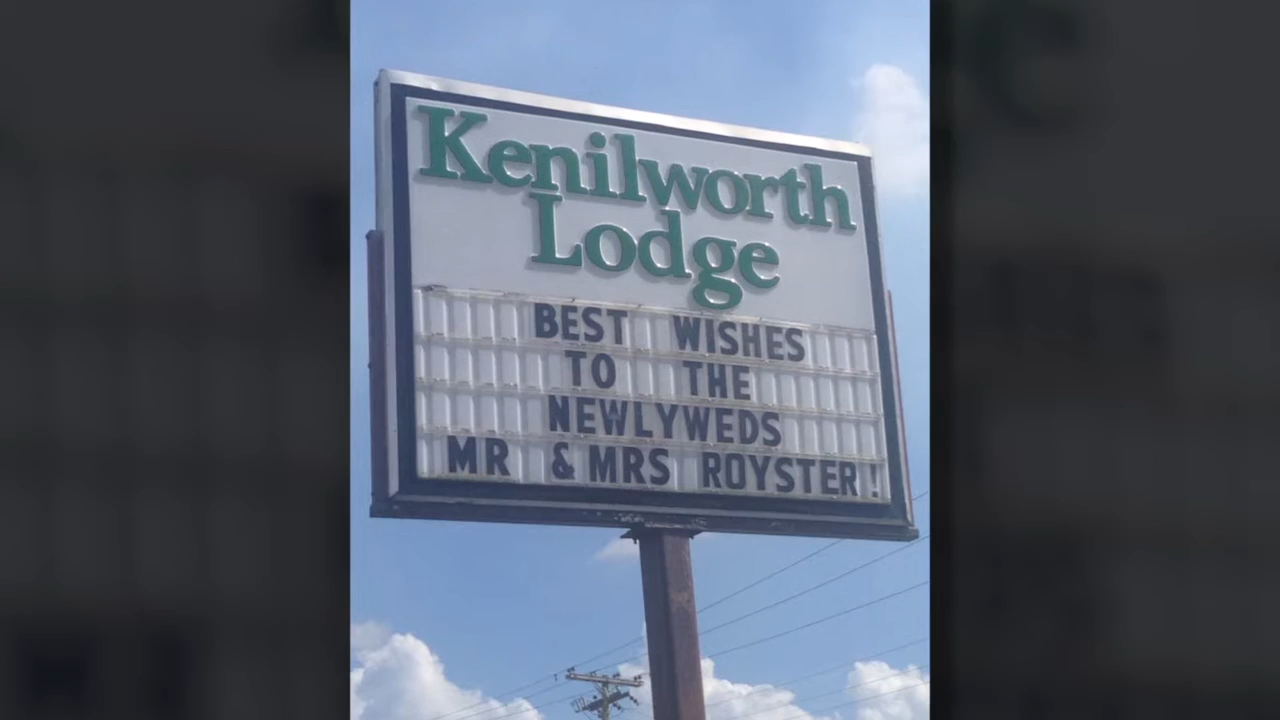 Kenilworth
Lodge
BEST WISHES
TO THE
NEWLYWEDS
MR & MRS ROYSTER!